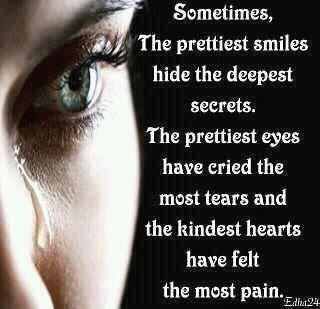 Sometimes,
The prettiest smiles
hide the deepest
secrets.
The prettiest eyes
have cried the
most tears and
the kindest hearts
have felt
the most pain.
Edha24